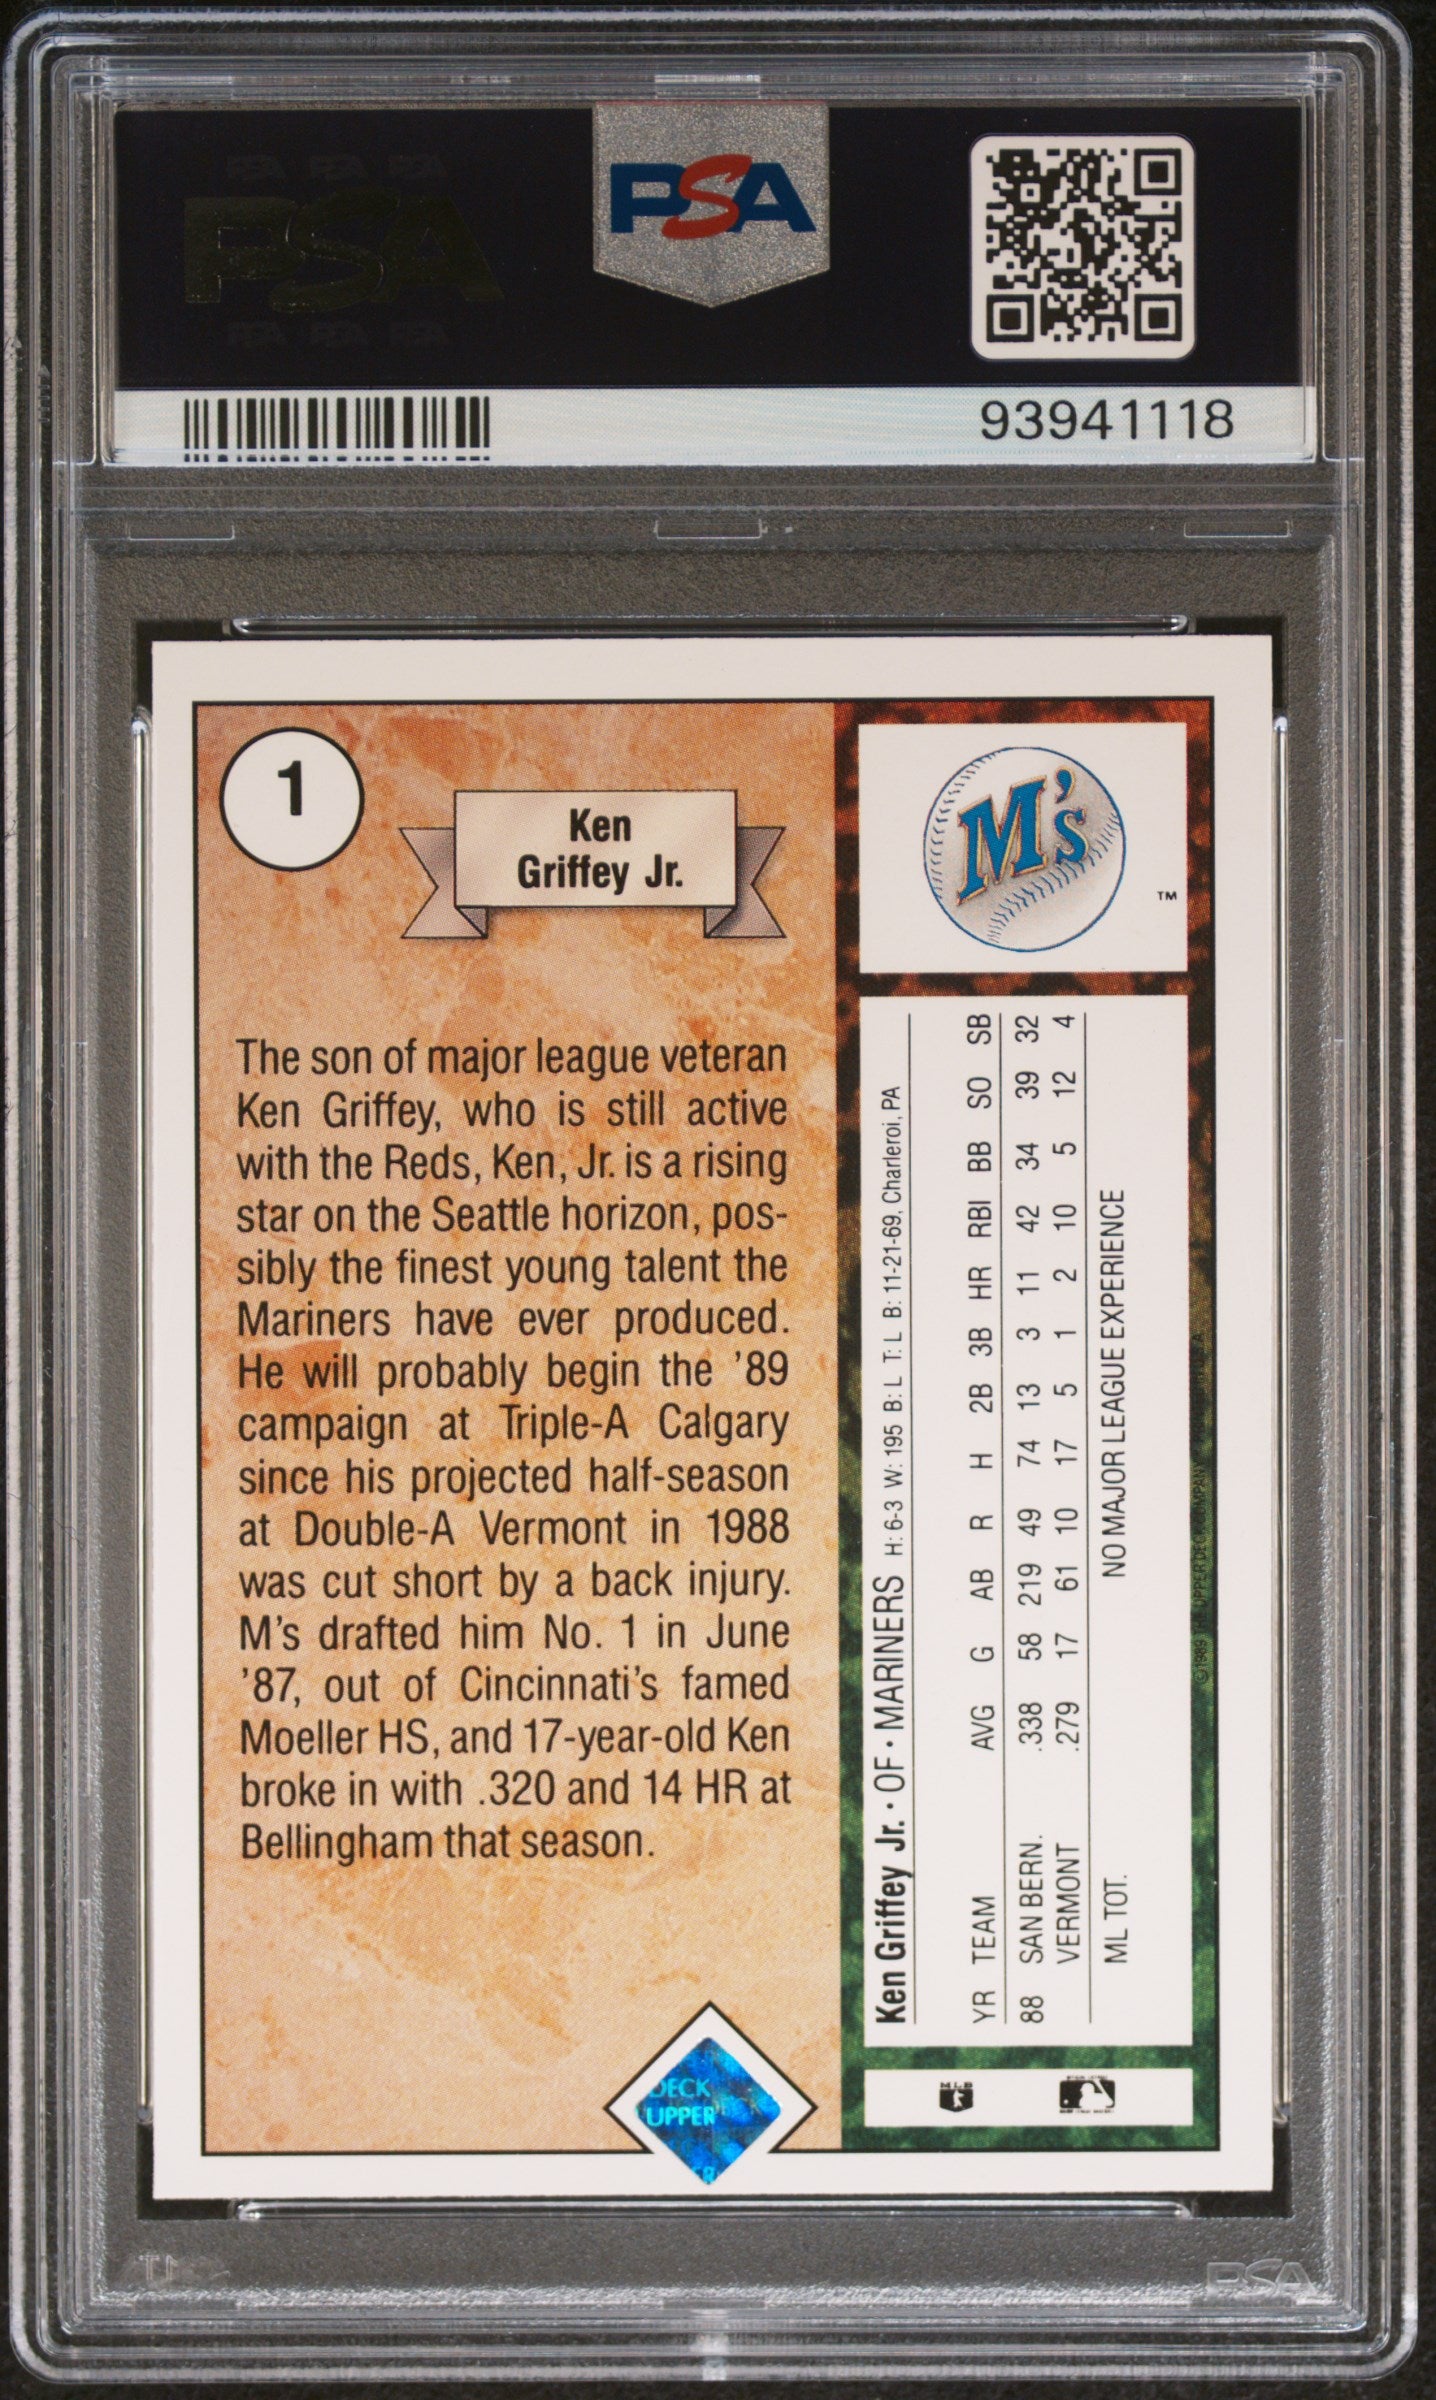 PSA
PSA
93941118
1
Ken
Griffey Jr.
The son of major league veteran
Ken Griffey, who is still active
with the Reds, Ken, Jr. is a rising
star on the Seattle horizon, pos-
sibly the finest young talent the
Mariners have ever produced.
He will probably begin the '89
campaign at Triple-A Calgary
since his projected half-season
at Double-A Vermont in 1988
was cut short by a back injury.
M's drafted him No. 1 in June
'87, out of Cincinnati's famed
Moeller HS, and 17-year-old Ken
broke in with .320 and 14 HR at
Bellingham that season.
DECK
UPPER
M's
TM
Ken Griffey Jr. • OF • MARINERS H: 6-3 W: 195 B: L T: L B: 11-21-69, Charleroi, PA
YR TEAM AVG G AB R H 2B 3B HR RBI BB SO SB
88 SAN BERN. .338 58 219 49 74 13 3 11 42 34 39 32
VERMONT .279 17 61 10 17 5 1 2 10 5 12 4
ML TOT. NO MAJOR LEAGUE EXPERIENCE
©1989 THE UPPER DECK COMPANY
MLB
PSA